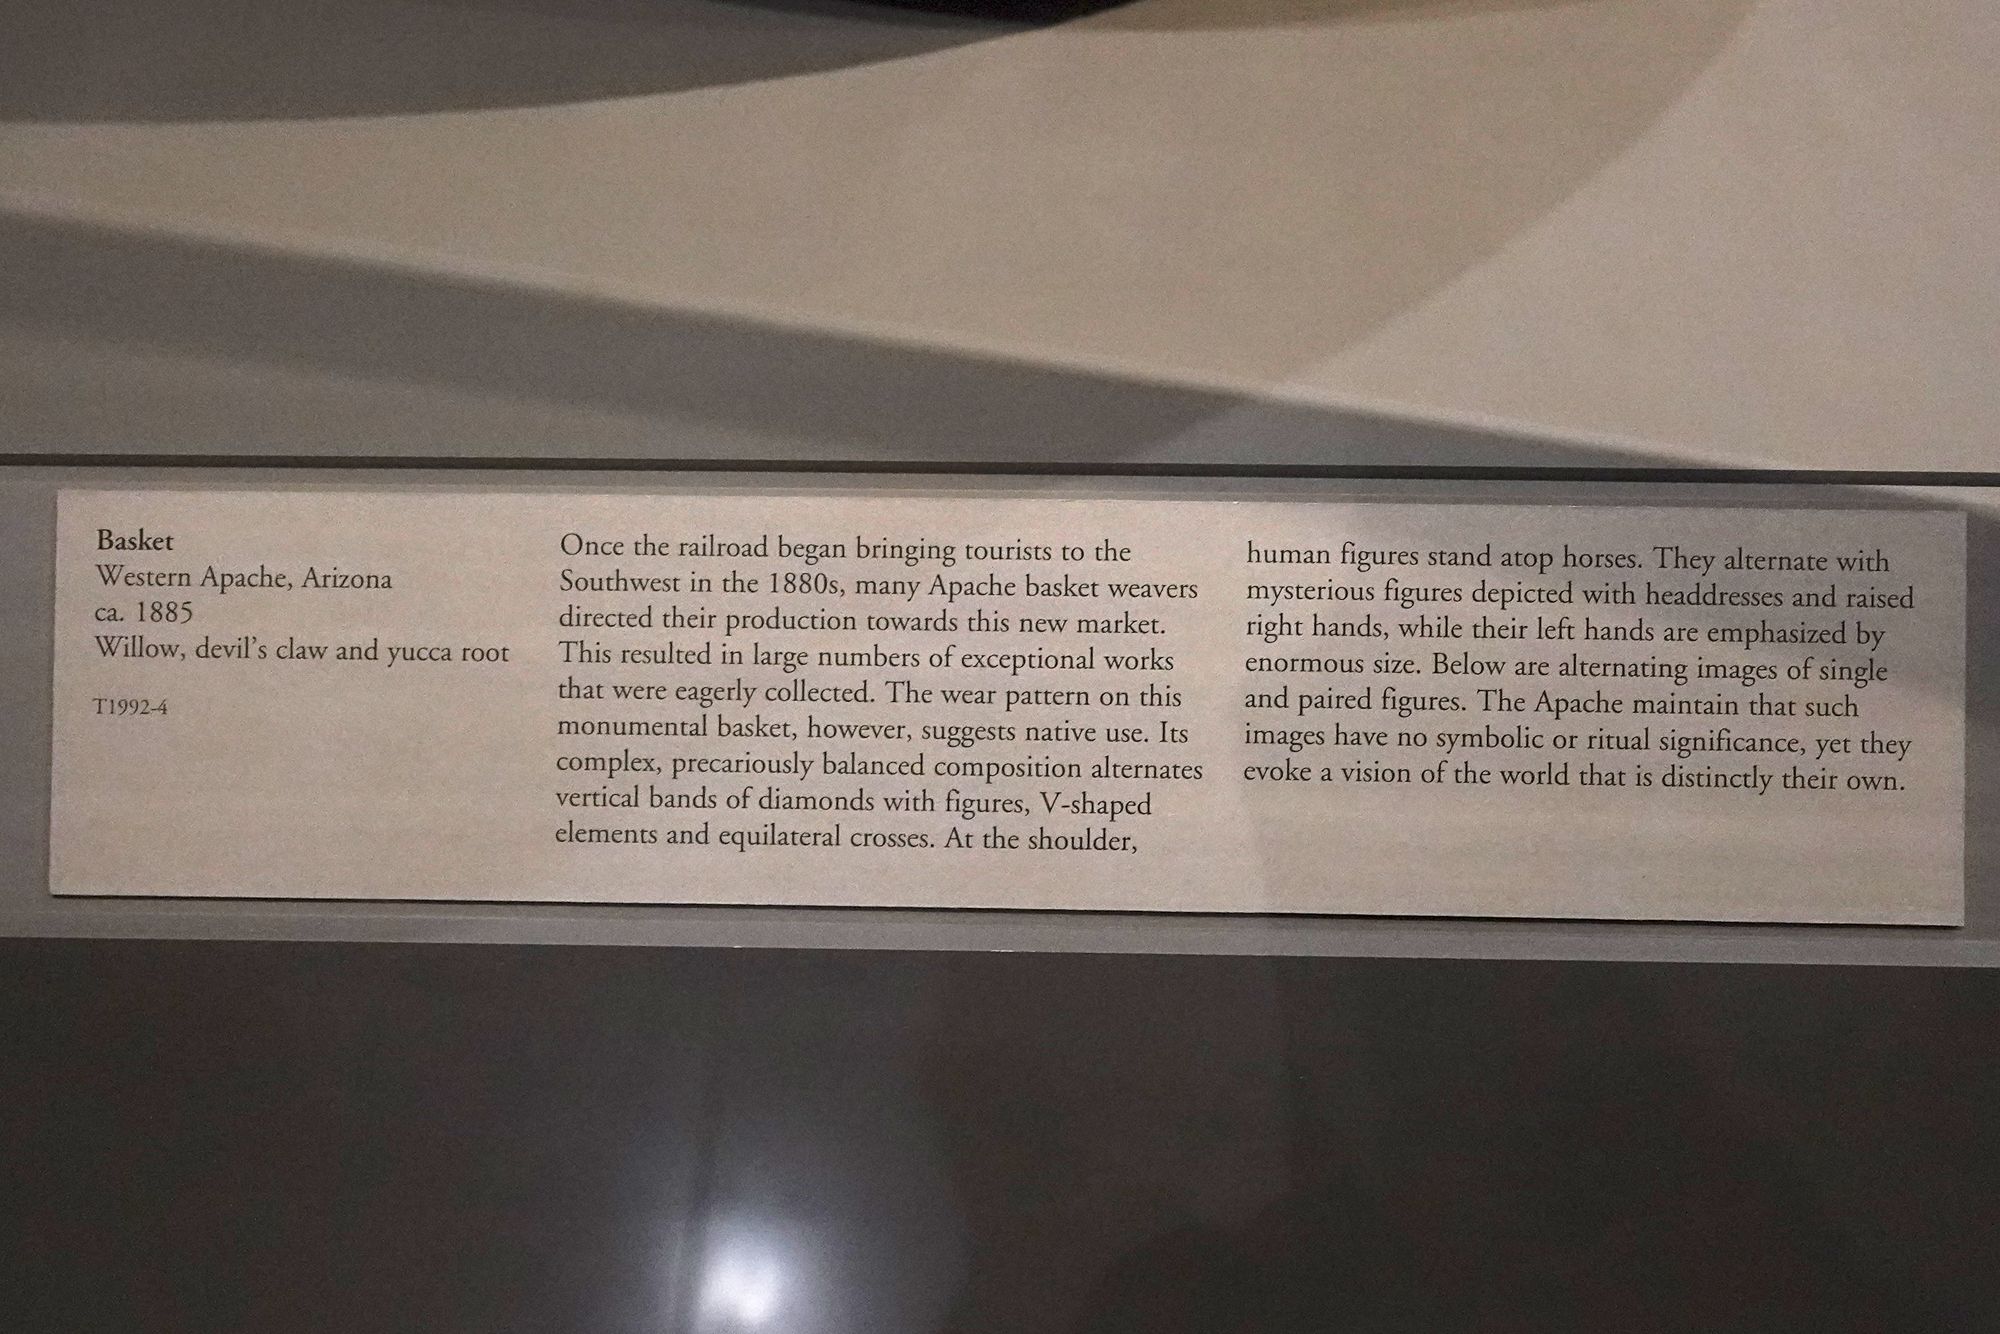 Basket
Western Apache, Arizona
ca. 1885
Willow, devil's claw and yucca root
T1992-4
Once the railroad began bringing tourists to the
Southwest in the 1880s, many Apache basket weavers
directed their production towards this new market.
This resulted in large numbers of exceptional works
that were eagerly collected. The wear pattern on this
monumental basket, however, suggests native use. Its
complex, precariously balanced composition alternates
vertical bands of diamonds with figures, V-shaped
elements and equilateral crosses. At the shoulder,
human figures stand atop horses. They alternate with
mysterious figures depicted with headdresses and raised
right hands, while their left hands are emphasized by
enormous size. Below are alternating images of single
and paired figures. The Apache maintain that such
images have no symbolic or ritual significance, yet they
evoke a vision of the world that is distinctly their own.